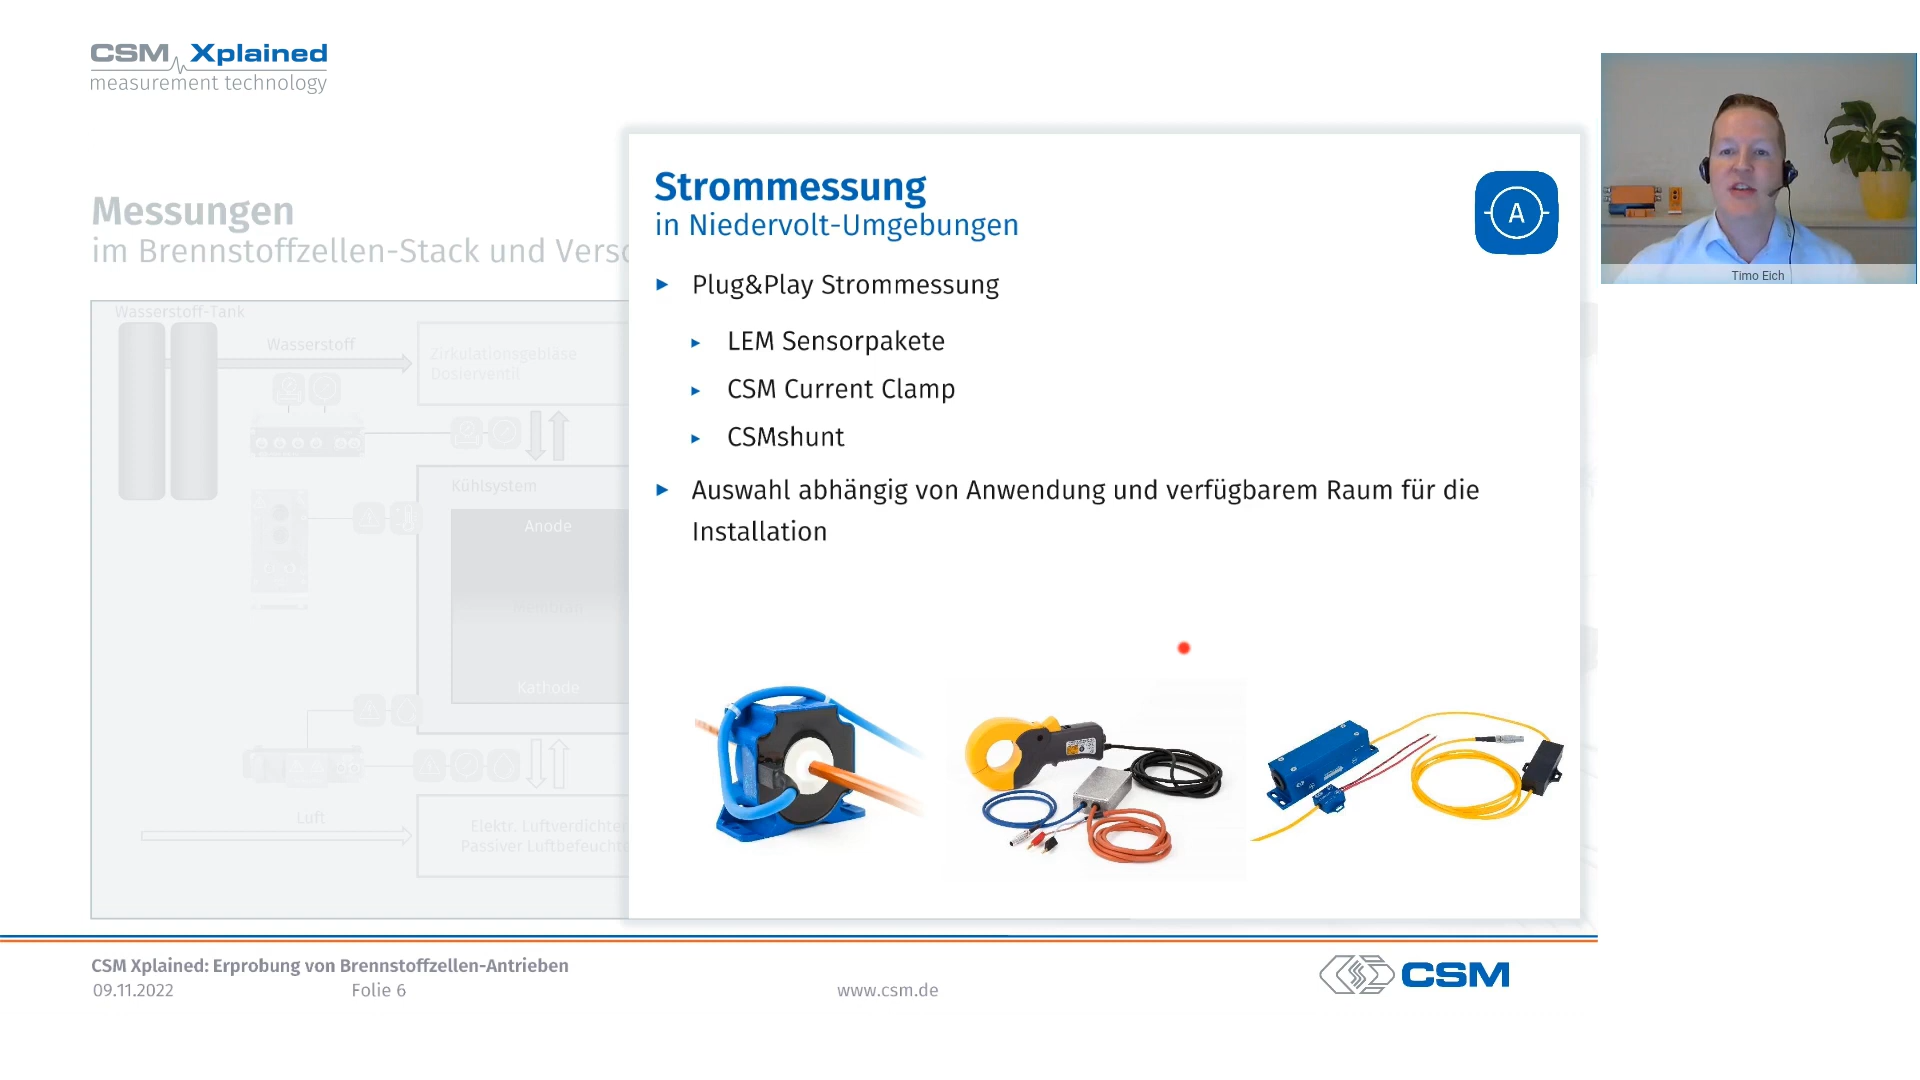 CSM Xplained
measurement technology
Messungen
im Brennstoffzellen-Stack und Verso
Wasserstoff-Tank
Wasserstoff
Zirkulationsgebläse
Dosierventil
Kühlsystem
Anode
Membran
Kathode
Luft
Elektr. Luftverdichter
Passiver Luftbefeuchte
Strommessung
in Niedervolt-Umgebungen
A
► Plug&Play Strommessung
► LEM Sensorpakete
► CSM Current Clamp
► CSMshunt
► Auswahl abhängig von Anwendung und verfügbarem Raum für die
Installation
Timo Eich
CSM Xplained: Erprobung von Brennstoffzellen-Antrieben
09.11.2022 Folie 6 www.csm.de
CSM